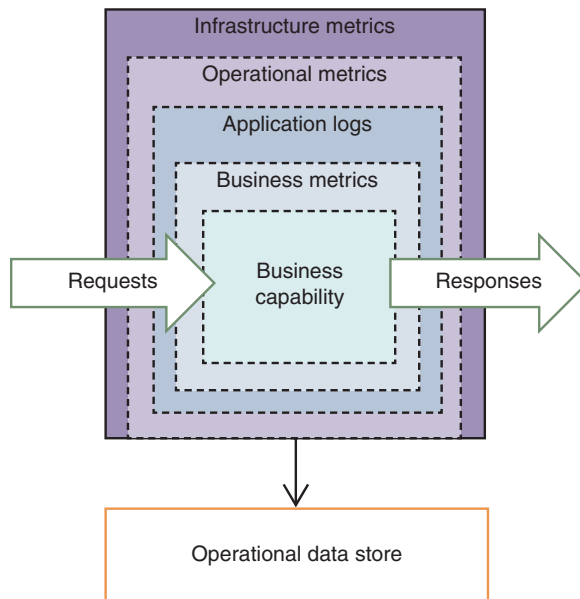 Infrastructure metrics
Operational metrics
Application logs
Business metrics
Requests
Business
capability
Responses
Operational data store